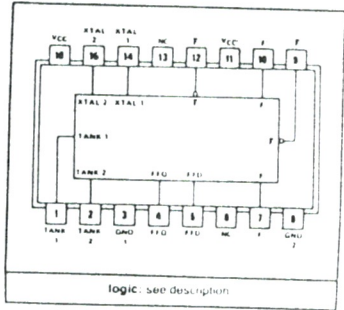 VCC XTAL 2 XTAL 1 NC F̅ VCC F F̅
16 15 14 13 12 11 10 9
XTAL 2 XTAL 1 F̅ F
TANK 1 F̅
TANK 2 FFQ FFD F
1 2 3 4 5 6 7 8
TANK 1 TANK 2 GND 1 FFQ FFD NC F GND 2
logic: see description